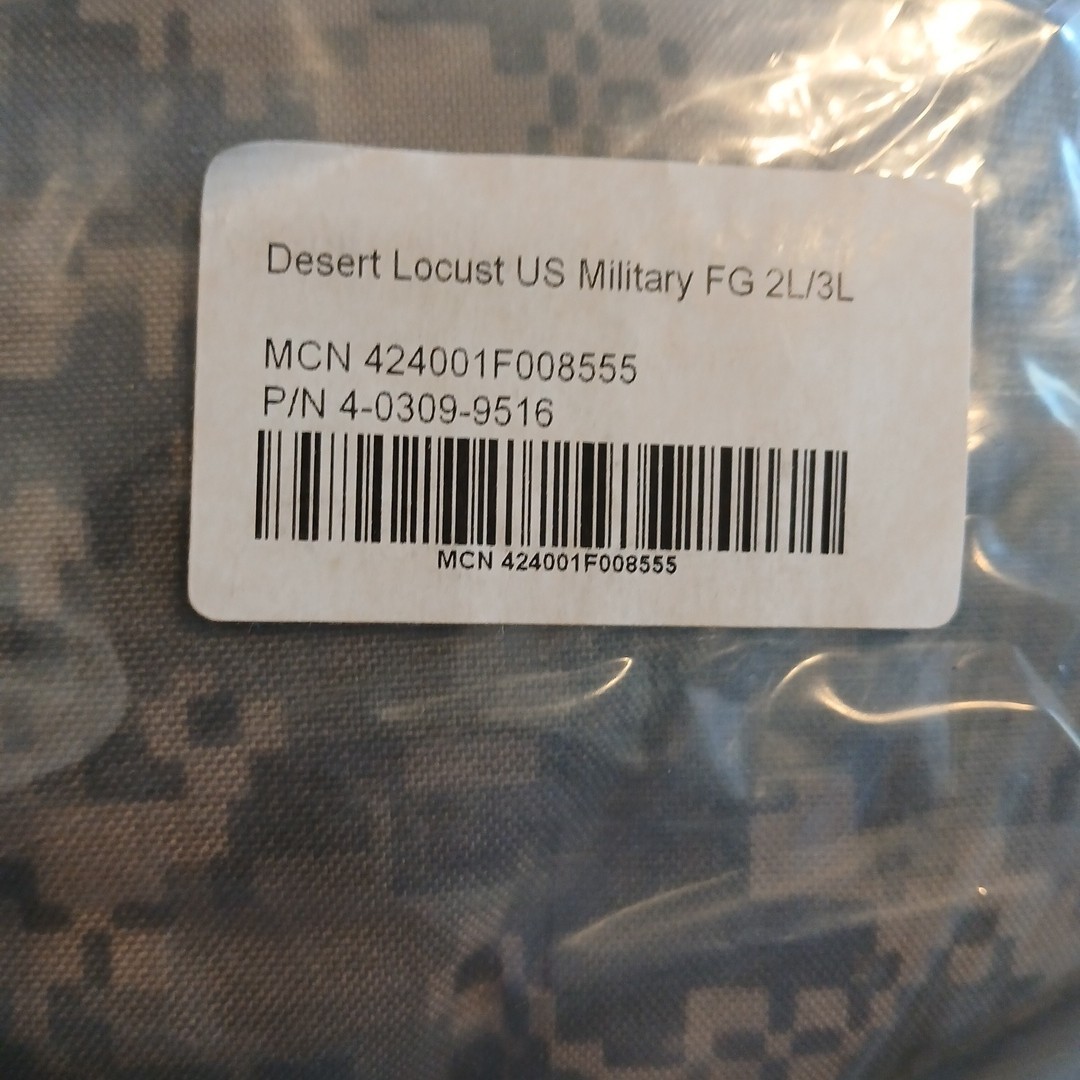 Desert Locust US Military FG 2L/3L
MCN 424001F008555
P/N 4-0309-9516
MCN 424001F008555